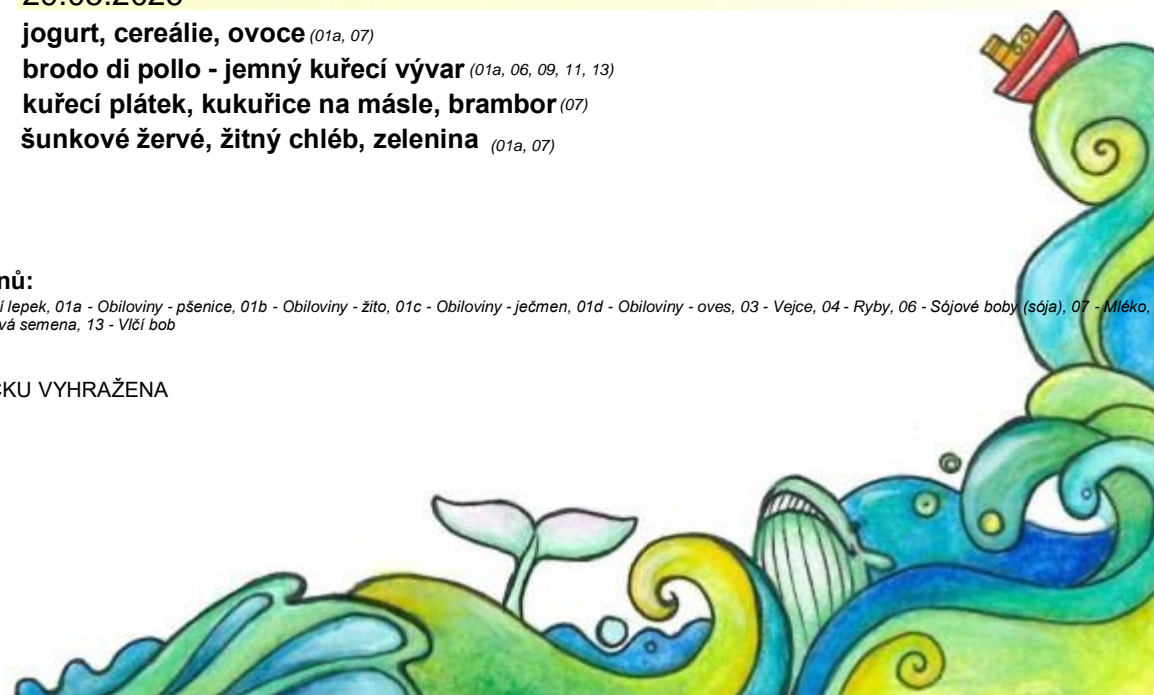 jogurt, cereálie, ovoce (01a, 07)
brodo di pollo - jemný kuřecí vývar (01a, 06, 09, 11, 13)
kuřecí plátek, kukuřice na másle, brambor (07)
šunkové žervé, žitný chléb, zelenina (01a, 07)
nů:
í lepek, 01a - Obiloviny - pšenice, 01b - Obiloviny - žito, 01c - Obiloviny - ječmen, 01d - Obiloviny - oves, 03 - Vejce, 04 - Ryby, 06 - Sójové boby (sója), 07 - Mléko,
vá semena, 13 - Vlčí bob
ČKU VYHRAŽENA